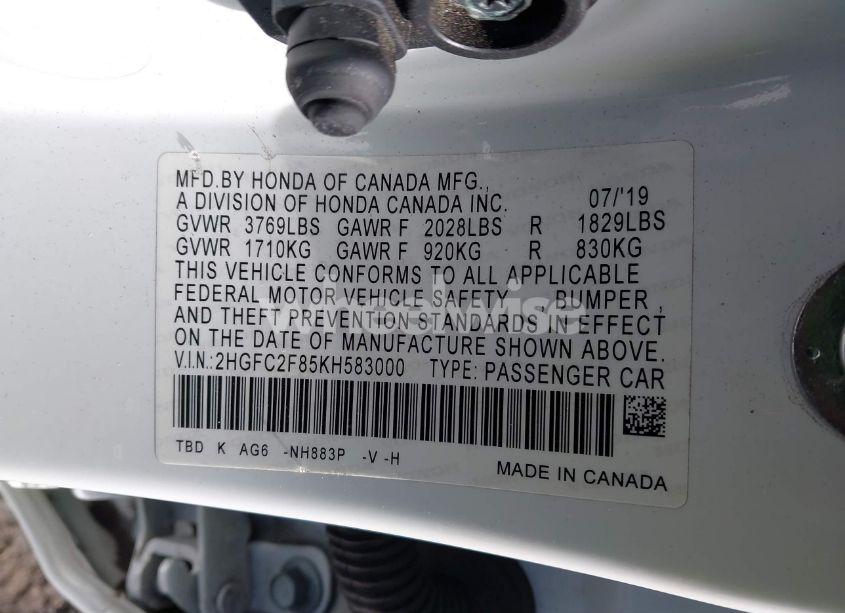 MFD.BY HONDA OF CANADA MFG.,
A DIVISION OF HONDA CANADA INC. 07/'19
GVWR 3769LBS GAWR F 2028LBS R 1829LBS
GVWR 1710KG GAWR F 920KG R 830KG
THIS VEHICLE CONFORMS TO ALL APPLICABLE
FEDERAL MOTOR VEHICLE SAFETY , BUMPER ,
AND THEFT PREVENTION STANDARDS IN EFFECT
ON THE DATE OF MANUFACTURE SHOWN ABOVE.
V.I.N.:2HGFC2F85KH583000 TYPE: PASSENGER CAR
TBD K AG6 -NH883P -V -H
MADE IN CANADA
wheelwise